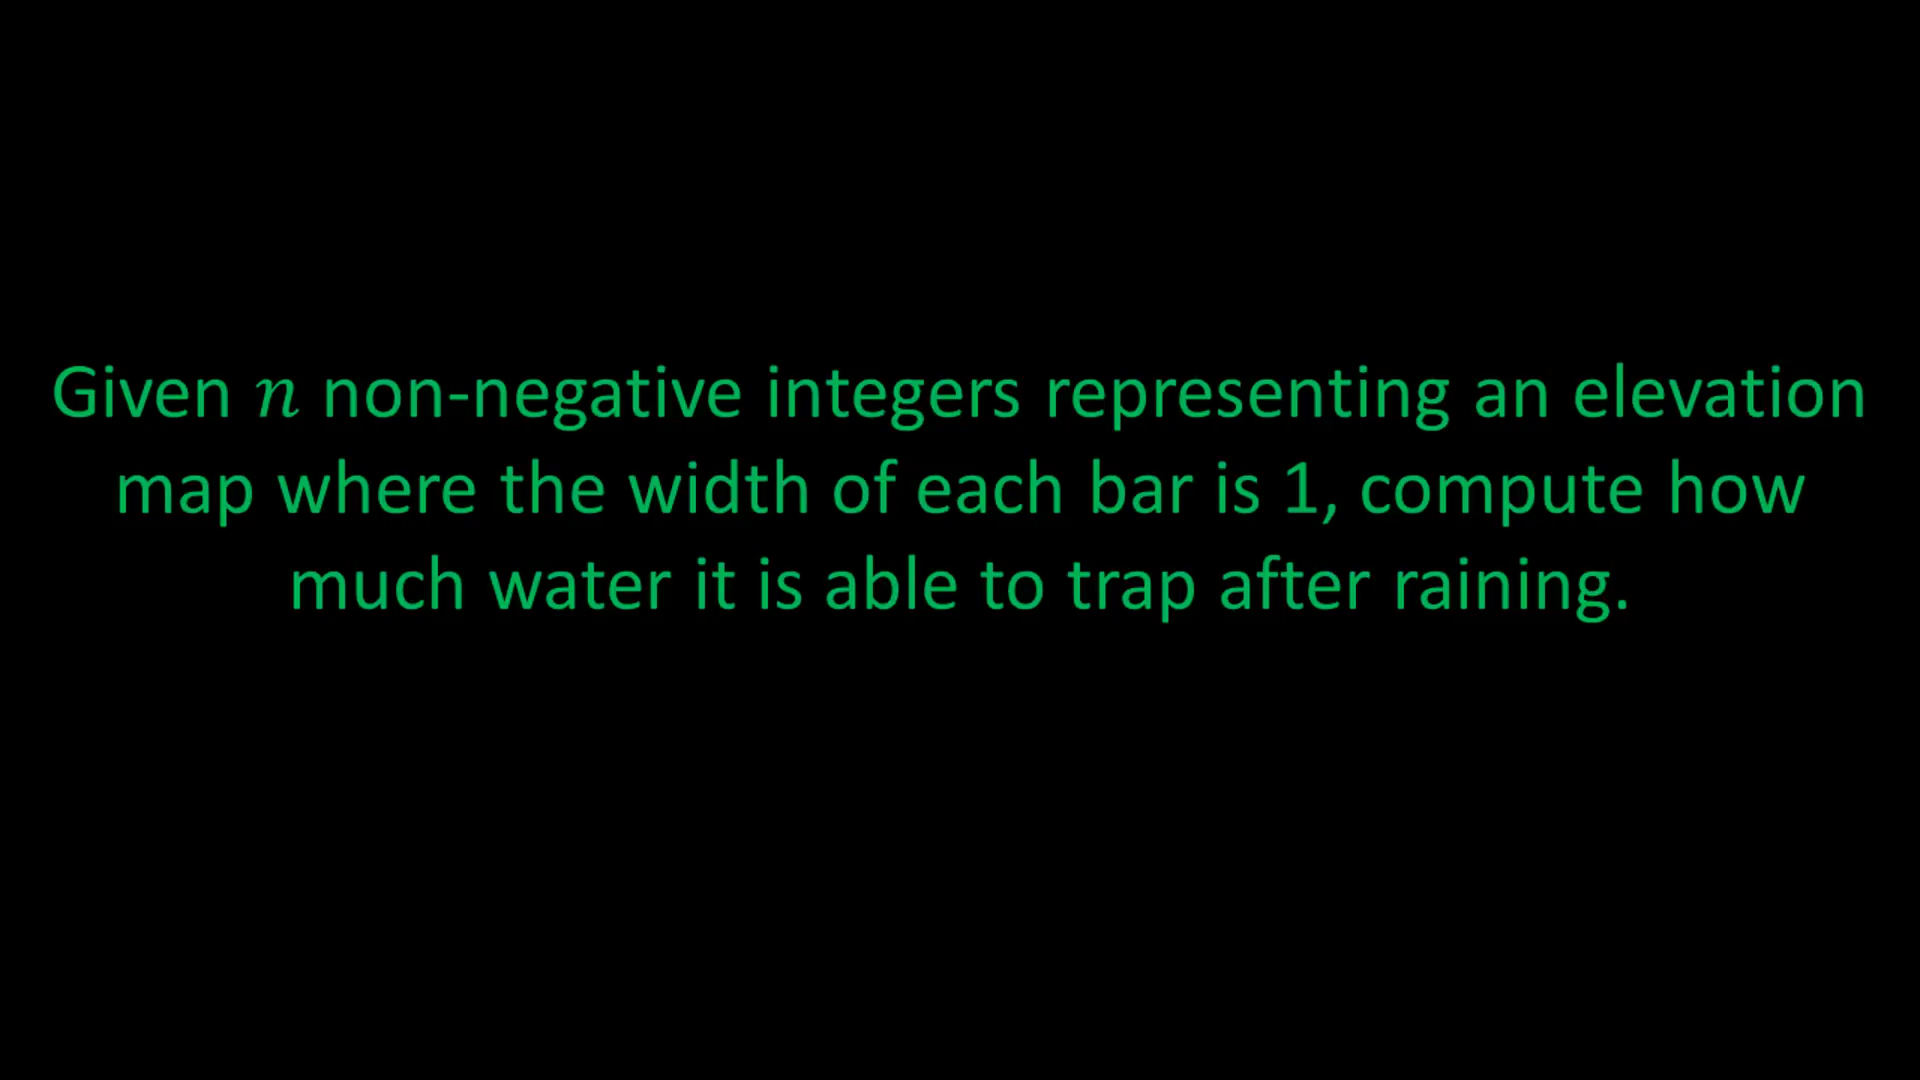 Given n non-negative integers representing an elevation
map where the width of each bar is 1, compute how
much water it is able to trap after raining.